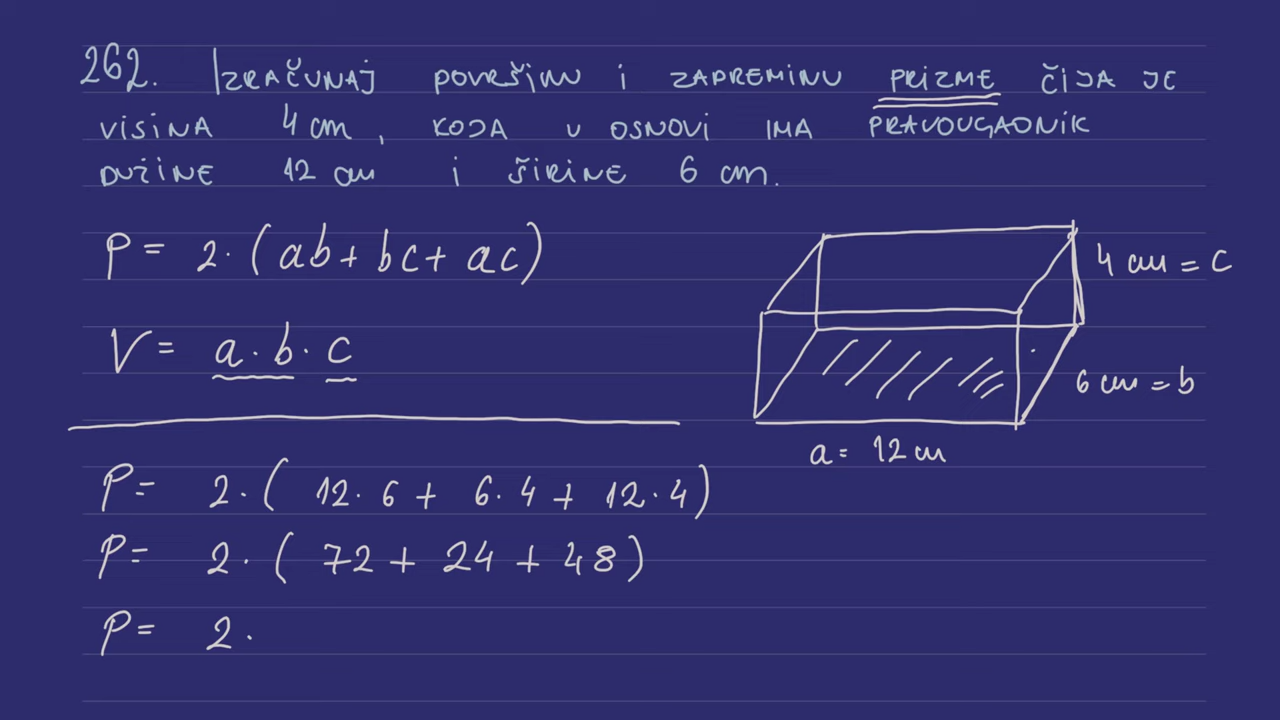 262. IZRAČUNAJ POVRŠINU I ZAPREMINU PRIZME ČIJA JE
VISINA 4 cm, KOJA U OSNOVI IMA PRAVOUGAONIK
DUŽINE 12 cm I ŠIRINE 6 cm.
P = 2·(ab + bc + ac)
V = a·b·c
4 cm = c
6 cm = b
a = 12 cm
P = 2·(12·6 + 6·4 + 12·4)
P = 2·(72 + 24 + 48)
P = 2·